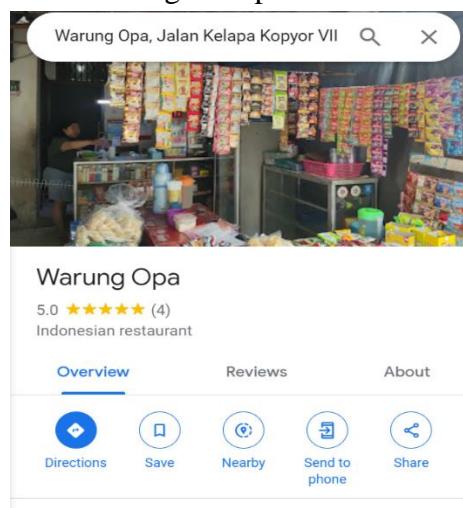 Warung Opa, Jalan Kelapa Kopyor VII
Warung Opa
5.0 ★★★★★ (4)
Indonesian restaurant
Overview Reviews About
Directions Save Nearby Send to phone Share